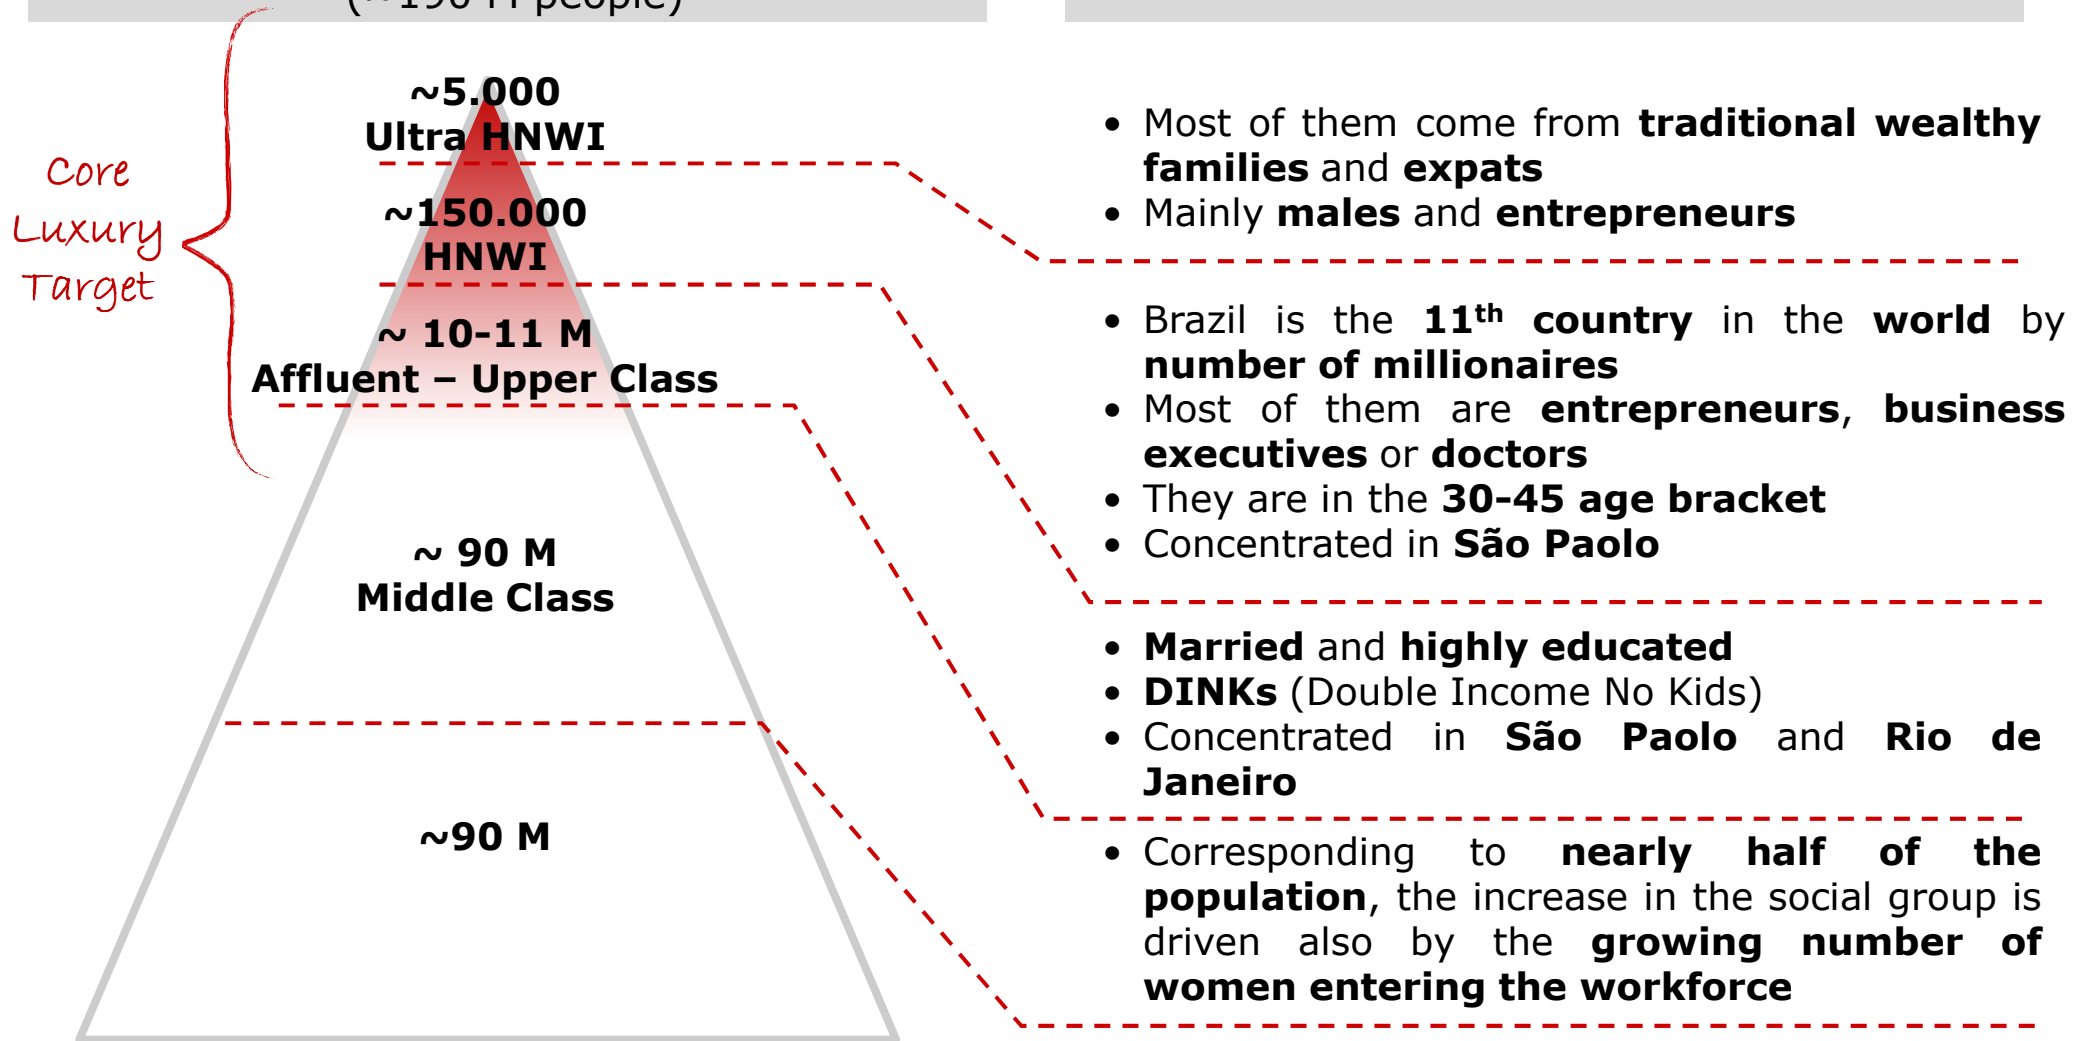 (~190 M people)
Core
Luxury
Target
~5.000
Ultra HNWI
~150.000
HNWI
~ 10-11 M
Affluent – Upper Class
~ 90 M
Middle Class
~90 M
• Most of them come from traditional wealthy
families and expats
• Mainly males and entrepreneurs
• Brazil is the 11th country in the world by
number of millionaires
• Most of them are entrepreneurs, business
executives or doctors
• They are in the 30-45 age bracket
• Concentrated in São Paolo
• Married and highly educated
• DINKs (Double Income No Kids)
• Concentrated in São Paolo and Rio de
Janeiro
• Corresponding to nearly half of the
population, the increase in the social group is
driven also by the growing number of
women entering the workforce